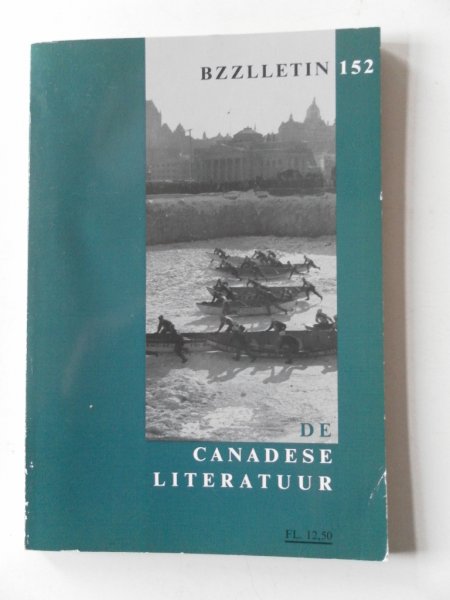 BZZLLETIN 152
DE
CANADESE
LITERATUUR
FL. 12,50